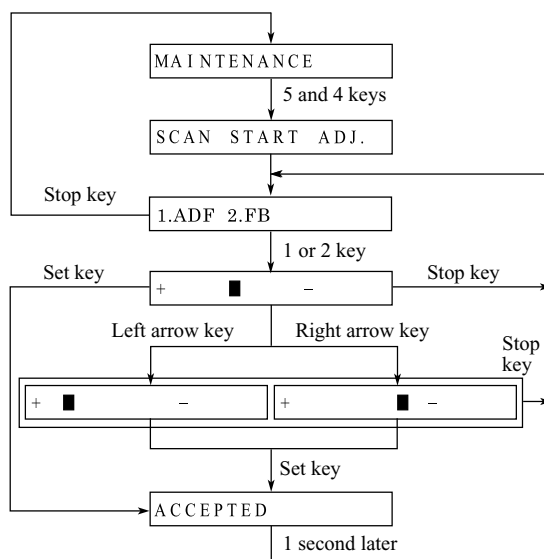 MAINTENANCE
5 and 4 keys
SCAN START ADJ.
Stop key
1.ADF 2.FB
1 or 2 key
Set key
Stop key
+ –
Left arrow key
Right arrow key
Stop
key
+ –
+ –
Set key
ACCEPTED
1 second later